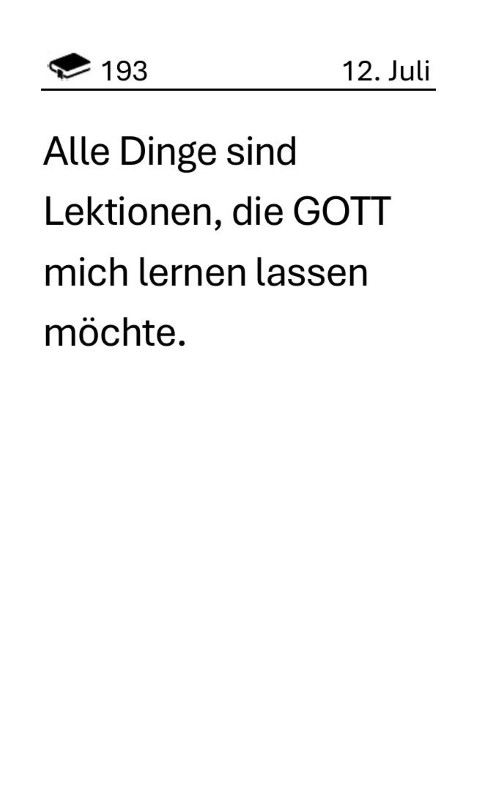 193 12. Juli
Alle Dinge sind
Lektionen, die GOTT
mich lernen lassen
möchte.